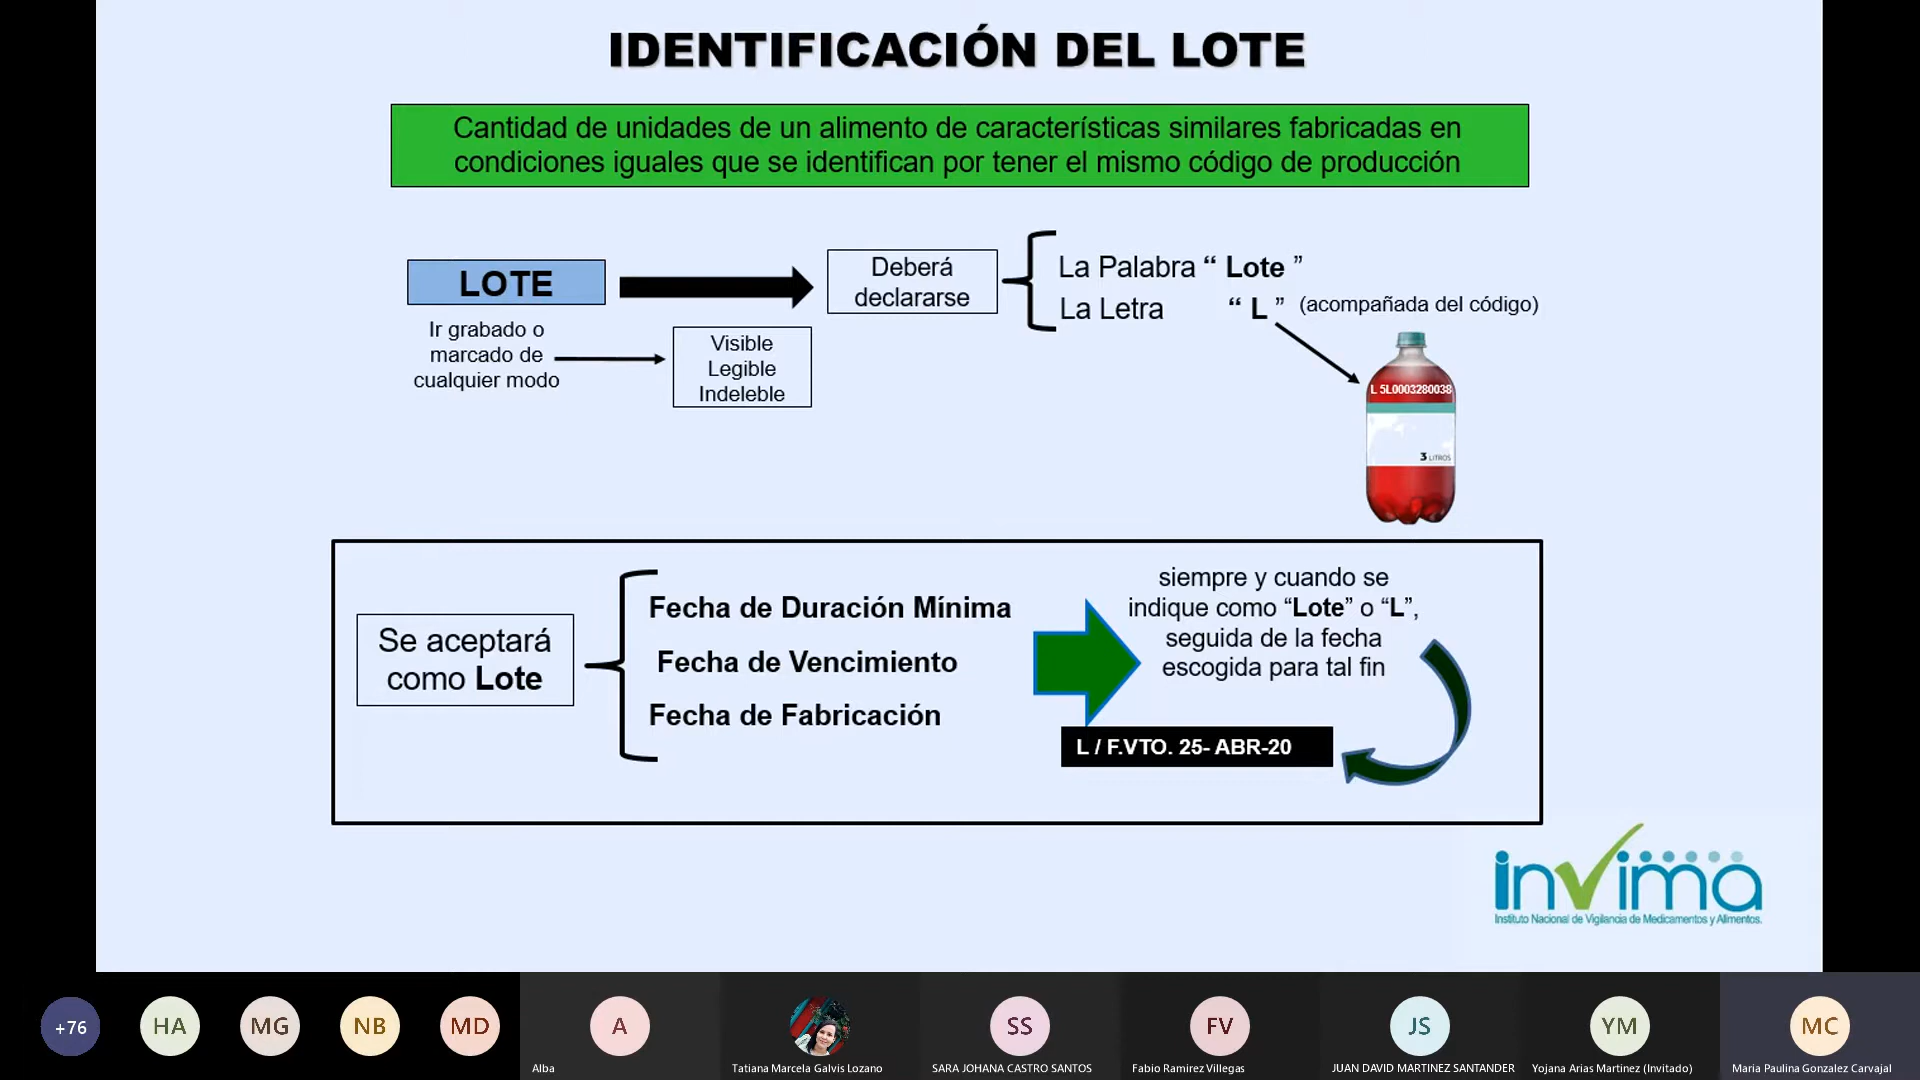 IDENTIFICACIÓN DEL LOTE
Cantidad de unidades de un alimento de características similares fabricadas en
condiciones iguales que se identifican por tener el mismo código de producción
LOTE
Deberá
declararse
La Palabra “ Lote ”
La Letra “ L ” (acompañada del código)
Ir grabado o
marcado de
cualquier modo
Visible
Legible
Indeleble
L 5L0003280038
3 LITROS
Se aceptará
como Lote
Fecha de Duración Mínima
Fecha de Vencimiento
Fecha de Fabricación
siempre y cuando se
indique como “Lote” o “L”,
seguida de la fecha
escogida para tal fin
L / F.VTO. 25- ABR-20
invima
Instituto Nacional de Vigilancia de Medicamentos y Alimentos.
+76
HA
MG
NB
MD
A
SS
FV
JS
YM
MC
Alba
Tatiana Marcela Galvis Lozano
SARA JOHANA CASTRO SANTOS
Fabio Ramirez Villegas
JUAN DAVID MARTINEZ SANTANDER
Yojana Arias Martinez (Invitado)
Maria Paulina Gonzalez Carvajal